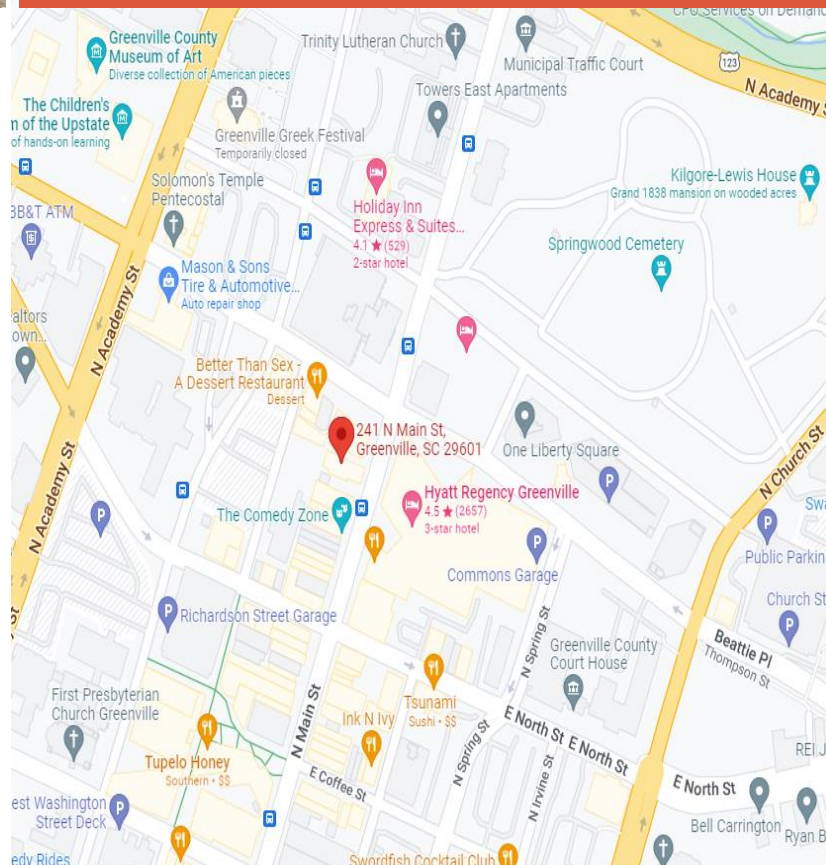 CPO Services on Demand
Greenville County
Museum of Art
Diverse collection of American pieces
Trinity Lutheran Church
Municipal Traffic Court
123
N Academy S
The Children's
m of the Upstate
of hands-on learning
Towers East Apartments
Greenville Greek Festival
Temporarily closed
Kilgore-Lewis House
Grand 1838 mansion on wooded acres
Solomon's Temple
Pentecostal
Holiday Inn
Express & Suites...
4.1 ★ (529)
2-star hotel
BB&T ATM
Springwood Cemetery
Mason & Sons
Tire & Automotive...
Auto repair shop
N Academy St
altors
own...
Better Than Sex -
A Dessert Restaurant
Dessert
241 N Main St,
Greenville, SC 29601
One Liberty Square
N Church St
Hyatt Regency Greenville
4.5 ★ (2657)
3-star hotel
P
P
N Academy St
The Comedy Zone
P
Swa
P
Public Parkin
Commons Garage
Church St
P
P
Richardson Street Garage
St
N Spring St
Greenville County
Court House
Beattie Pl
Thompson St
First Presbyterian
Church Greenville
N Main St
Tsunami
Sushi • $$
Ink N Ivy
E North St
E North St
N Spring St
Tupelo Honey
Southern • $$
E Coffee St
N Irvine St
REI
E North St
est Washington
Street Deck
P
Bell Carrington
Ryan B
edy Rides
Swordfish Cocktail Club